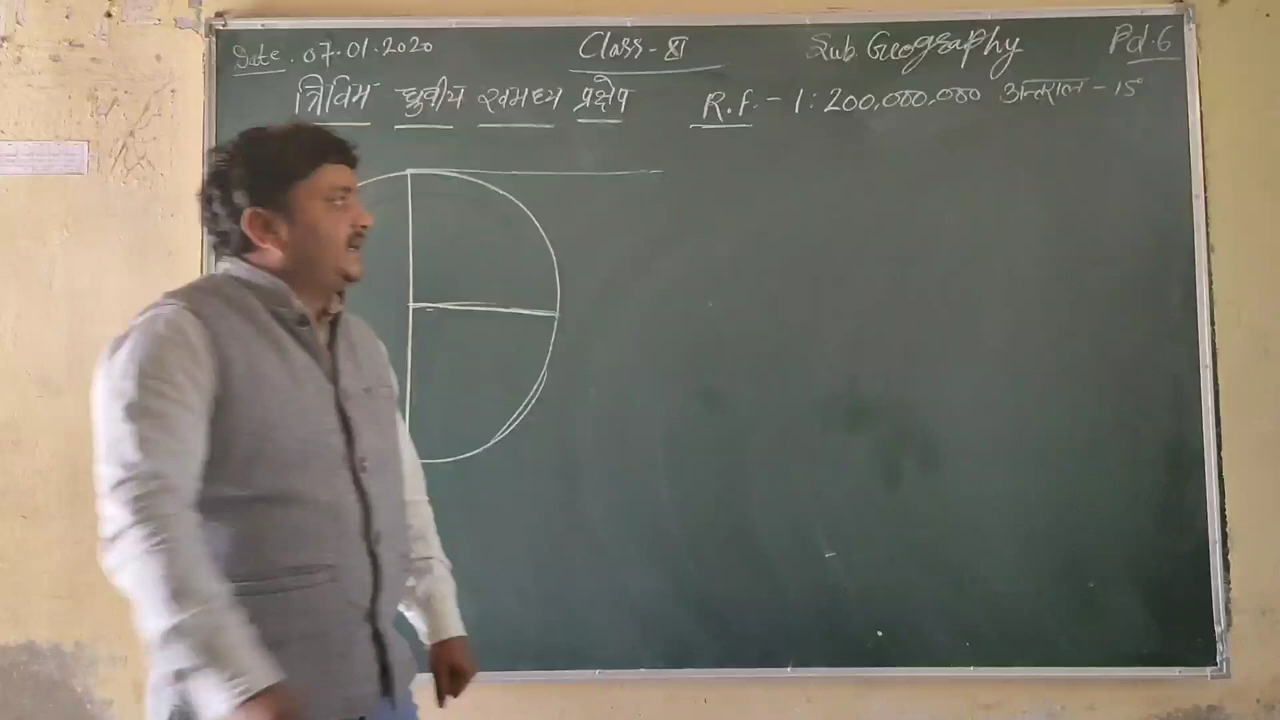 Date. 07.01.2020 Class-XI Sub. Geography Pd.6
त्रिविम ध्रुवीय खमध्य प्रक्षेप R.F. - 1:200,000,000 अन्तराल - 15°